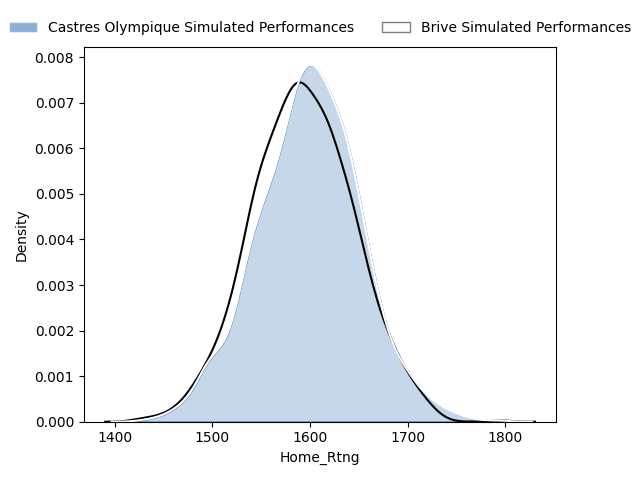 Castres Olympique Simulated Performances Brive Simulated Performances
0.008
0.007
0.006
0.005
0.004
0.003
0.002
0.001
0.000
Density
1400 1500 1600 1700 1800
Home_Rtng